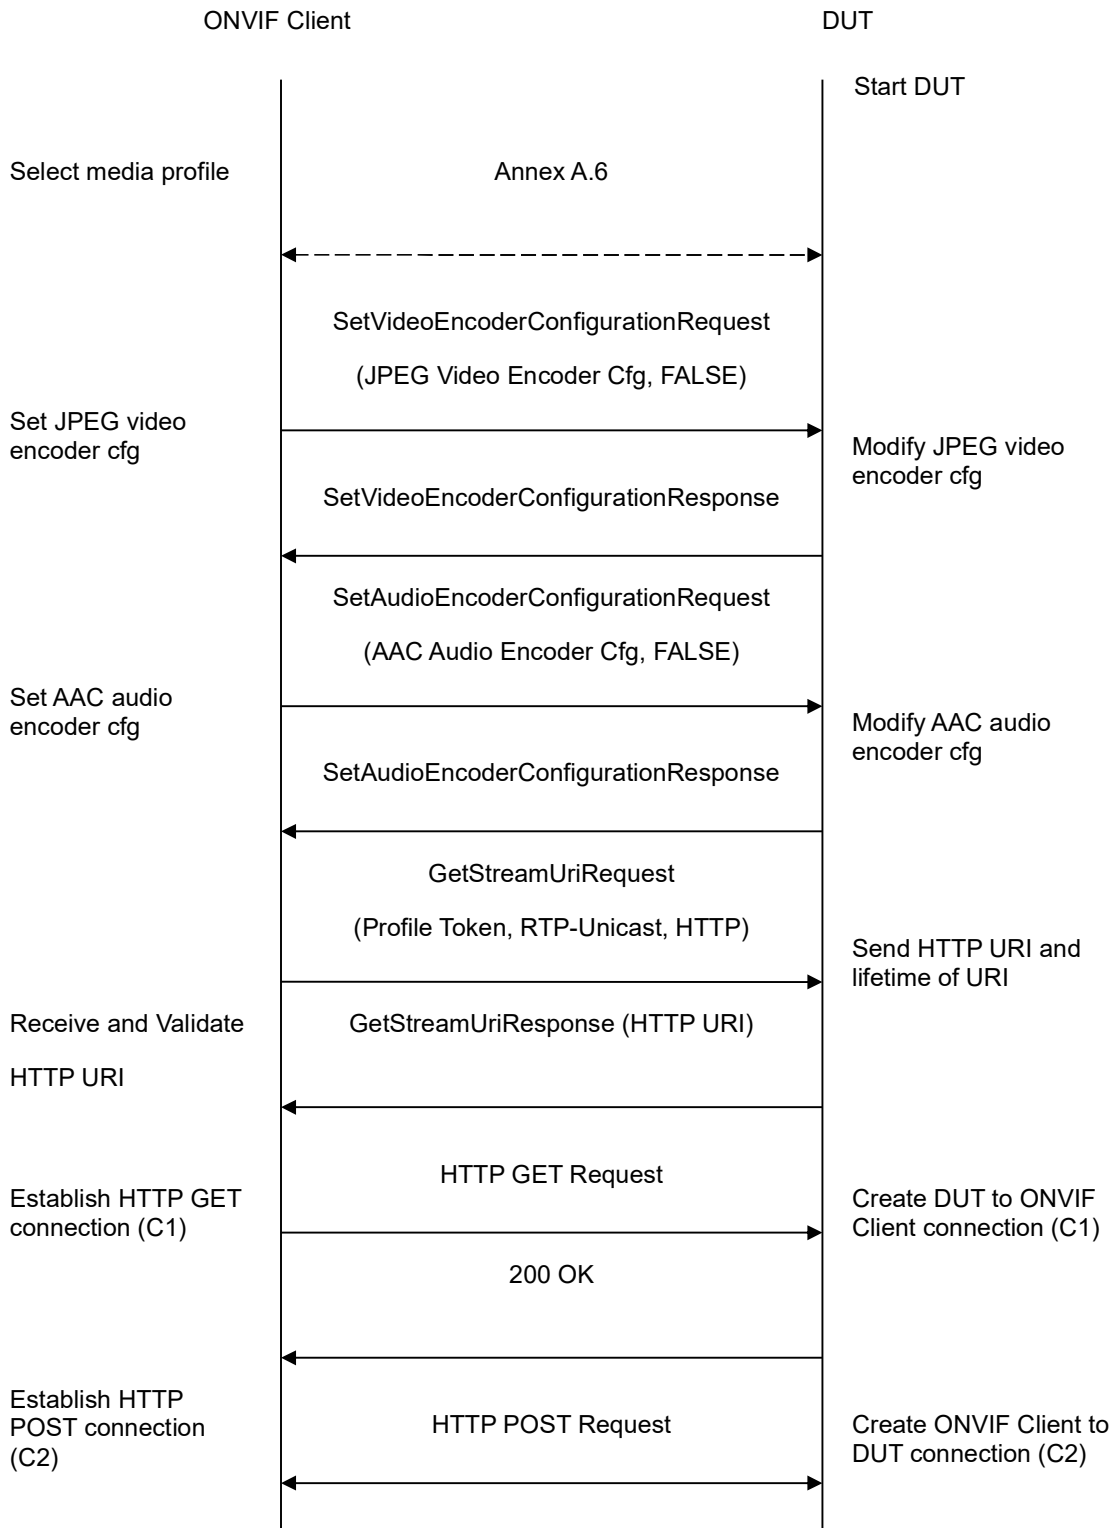 ONVIF Client
DUT
Start DUT
Select media profile
Annex A.6
SetVideoEncoderConfigurationRequest
(JPEG Video Encoder Cfg, FALSE)
Set JPEG video
encoder cfg
Modify JPEG video
encoder cfg
SetVideoEncoderConfigurationResponse
SetAudioEncoderConfigurationRequest
(AAC Audio Encoder Cfg, FALSE)
Set AAC audio
encoder cfg
Modify AAC audio
encoder cfg
SetAudioEncoderConfigurationResponse
GetStreamUriRequest
(Profile Token, RTP-Unicast, HTTP)
Send HTTP URI and
lifetime of URI
Receive and Validate
HTTP URI
GetStreamUriResponse (HTTP URI)
HTTP GET Request
Establish HTTP GET
connection (C1)
Create DUT to ONVIF
Client connection (C1)
200 OK
Establish HTTP
POST connection
(C2)
HTTP POST Request
Create ONVIF Client to
DUT connection (C2)